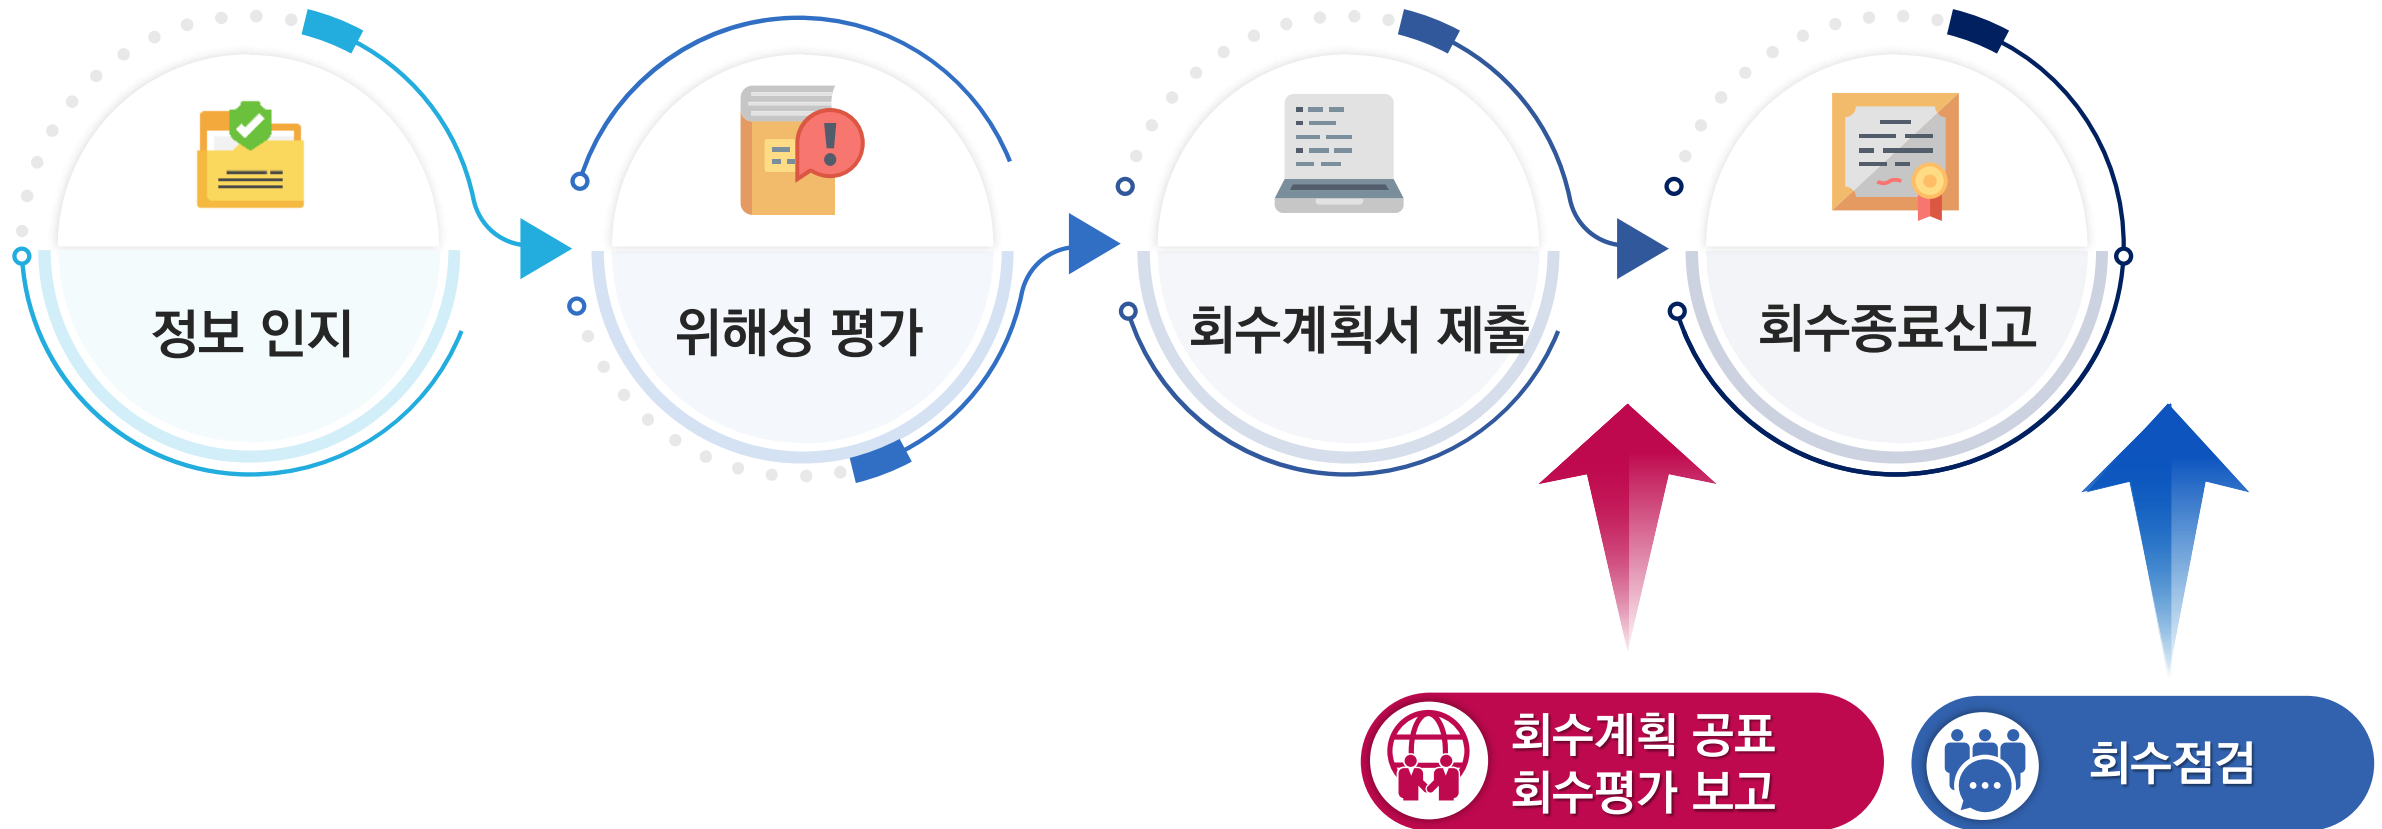 정보 인지
위해성 평가
회수계획서 제출
회수종료신고
회수계획 공표
회수평가 보고
회수점검